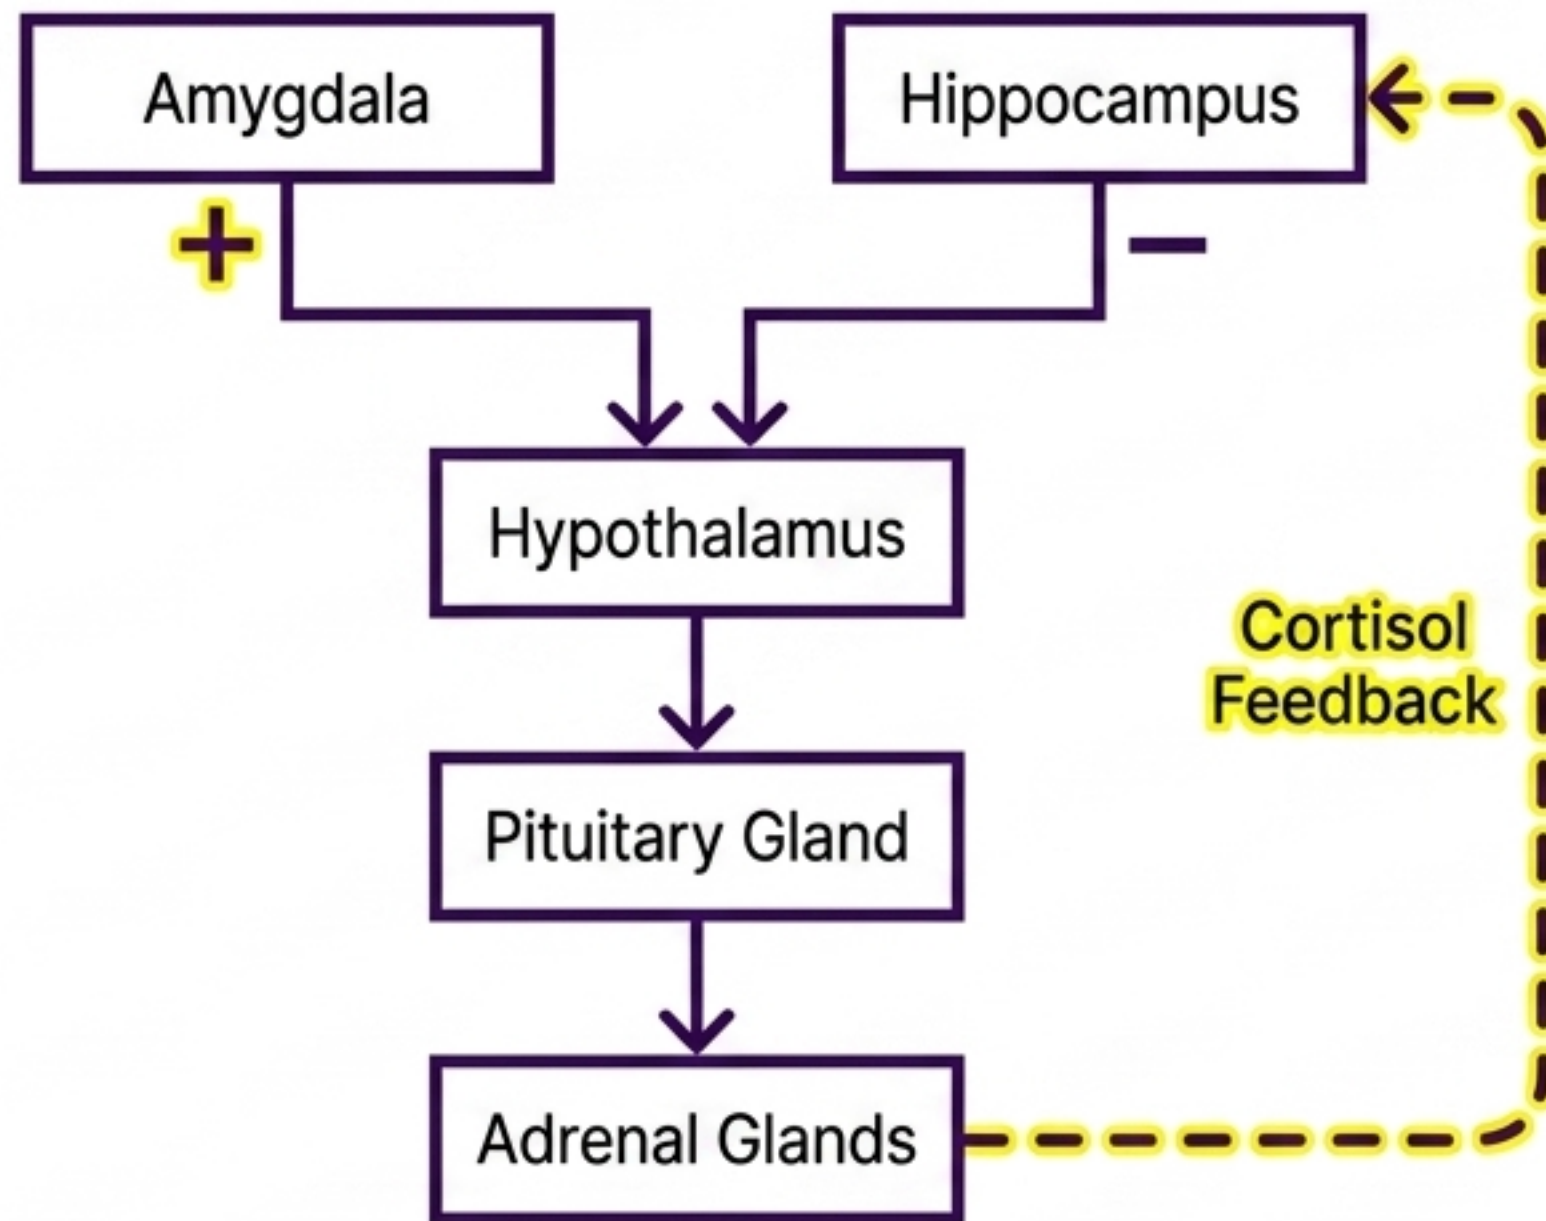 Amygdala
Hippocampus
+
−
Hypothalamus
Cortisol
Feedback
Pituitary Gland
Adrenal Glands